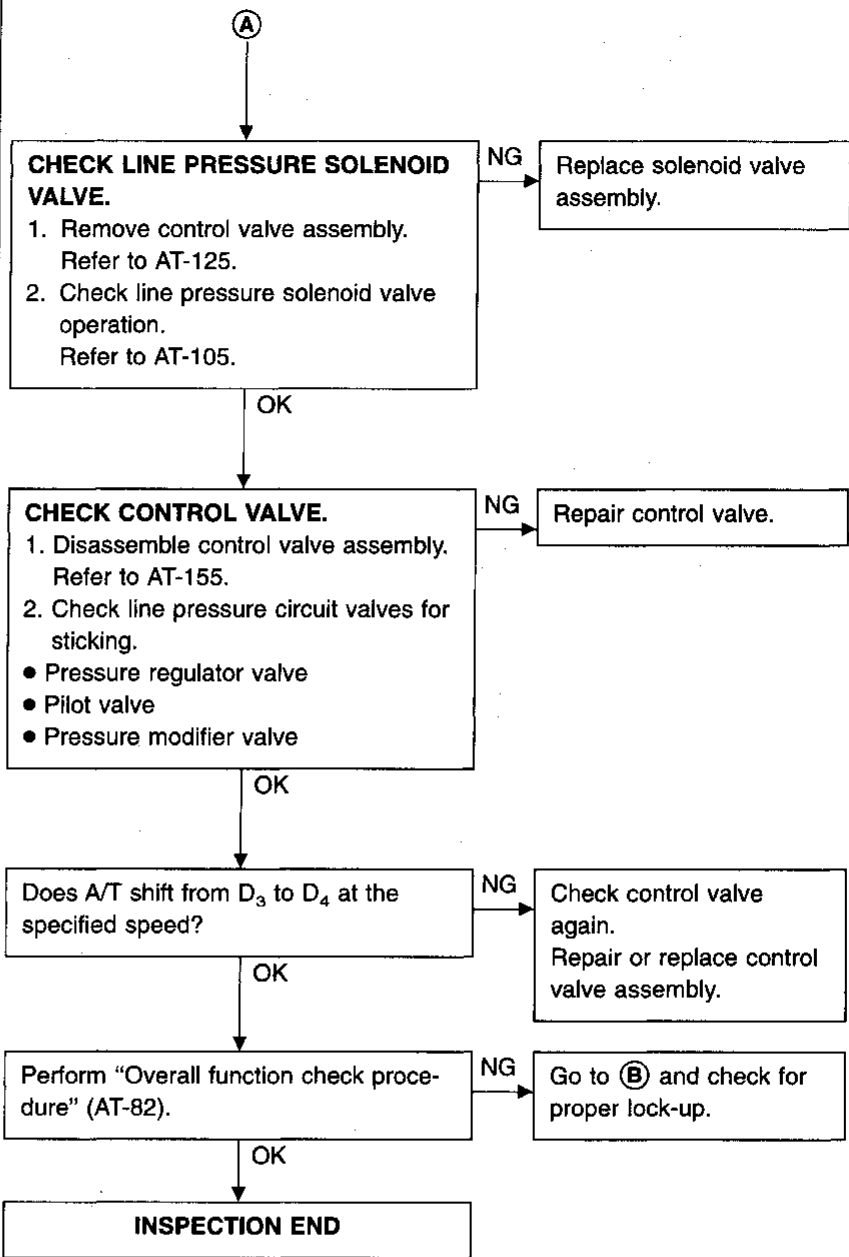 A
CHECK LINE PRESSURE SOLENOID
VALVE.
1. Remove control valve assembly.
Refer to AT-125.
2. Check line pressure solenoid valve
operation.
Refer to AT-105.
NG
Replace solenoid valve
assembly.
OK
CHECK CONTROL VALVE.
1. Disassemble control valve assembly.
Refer to AT-155.
2. Check line pressure circuit valves for
sticking.
● Pressure regulator valve
● Pilot valve
● Pressure modifier valve
NG
Repair control valve.
OK
Does A/T shift from D₃ to D₄ at the
specified speed?
NG
Check control valve
again.
Repair or replace control
valve assembly.
OK
Perform “Overall function check proce-
dure” (AT-82).
NG
Go to Ⓑ and check for
proper lock-up.
OK
INSPECTION END